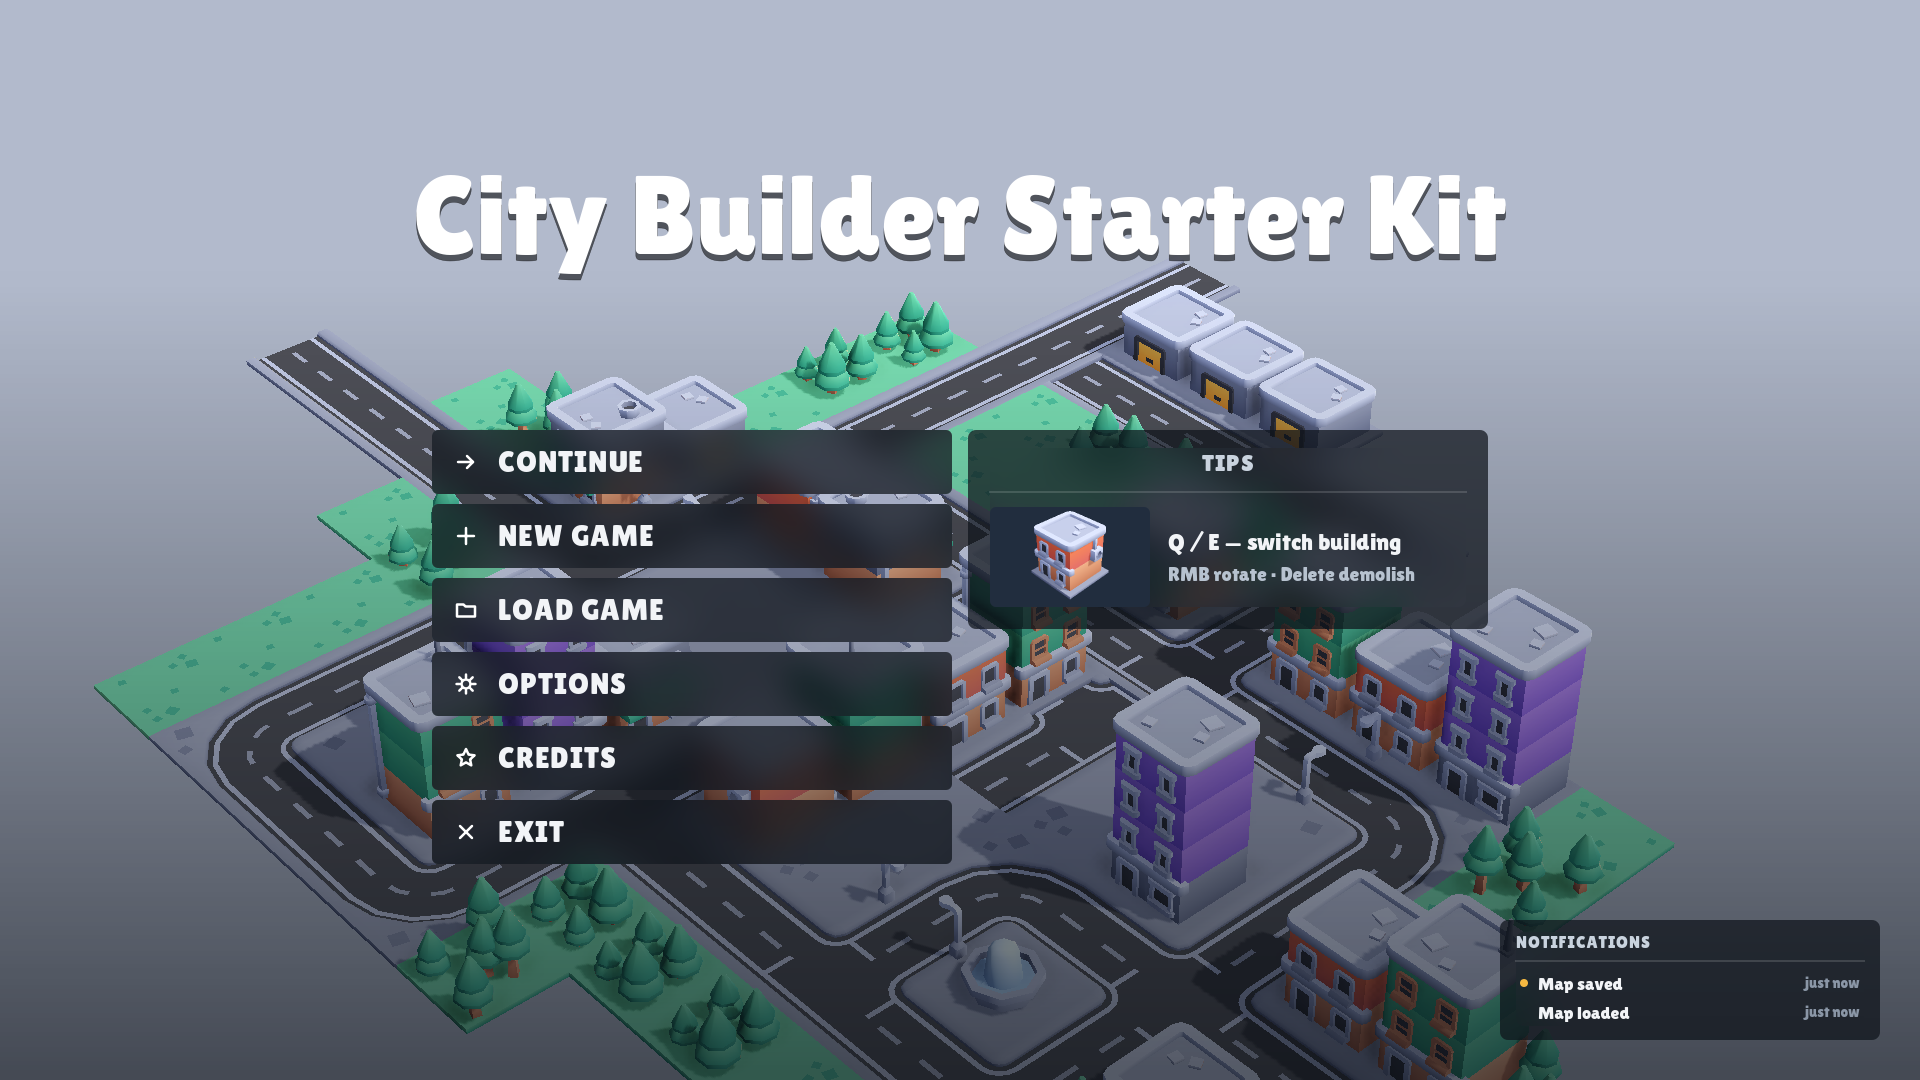 City Builder Starter Kit
CONTINUE
NEW GAME
LOAD GAME
OPTIONS
CREDITS
EXIT
TIPS
Q / E — switch building
RMB rotate · Delete demolish
NOTIFICATIONS
Map saved just now
Map loaded just now